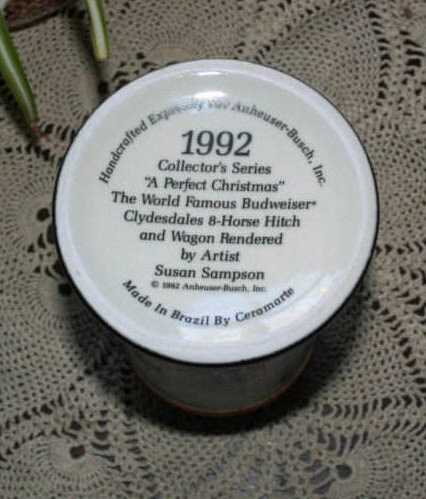 Handcrafted Expressly for Anheuser-Busch, Inc.
1992
Collector's Series
"A Perfect Christmas"
The World Famous Budweiser®
Clydesdales 8-Horse Hitch
and Wagon Rendered
by Artist
Susan Sampson
© 1992 Anheuser-Busch, Inc.
Made In Brazil By Ceramarte